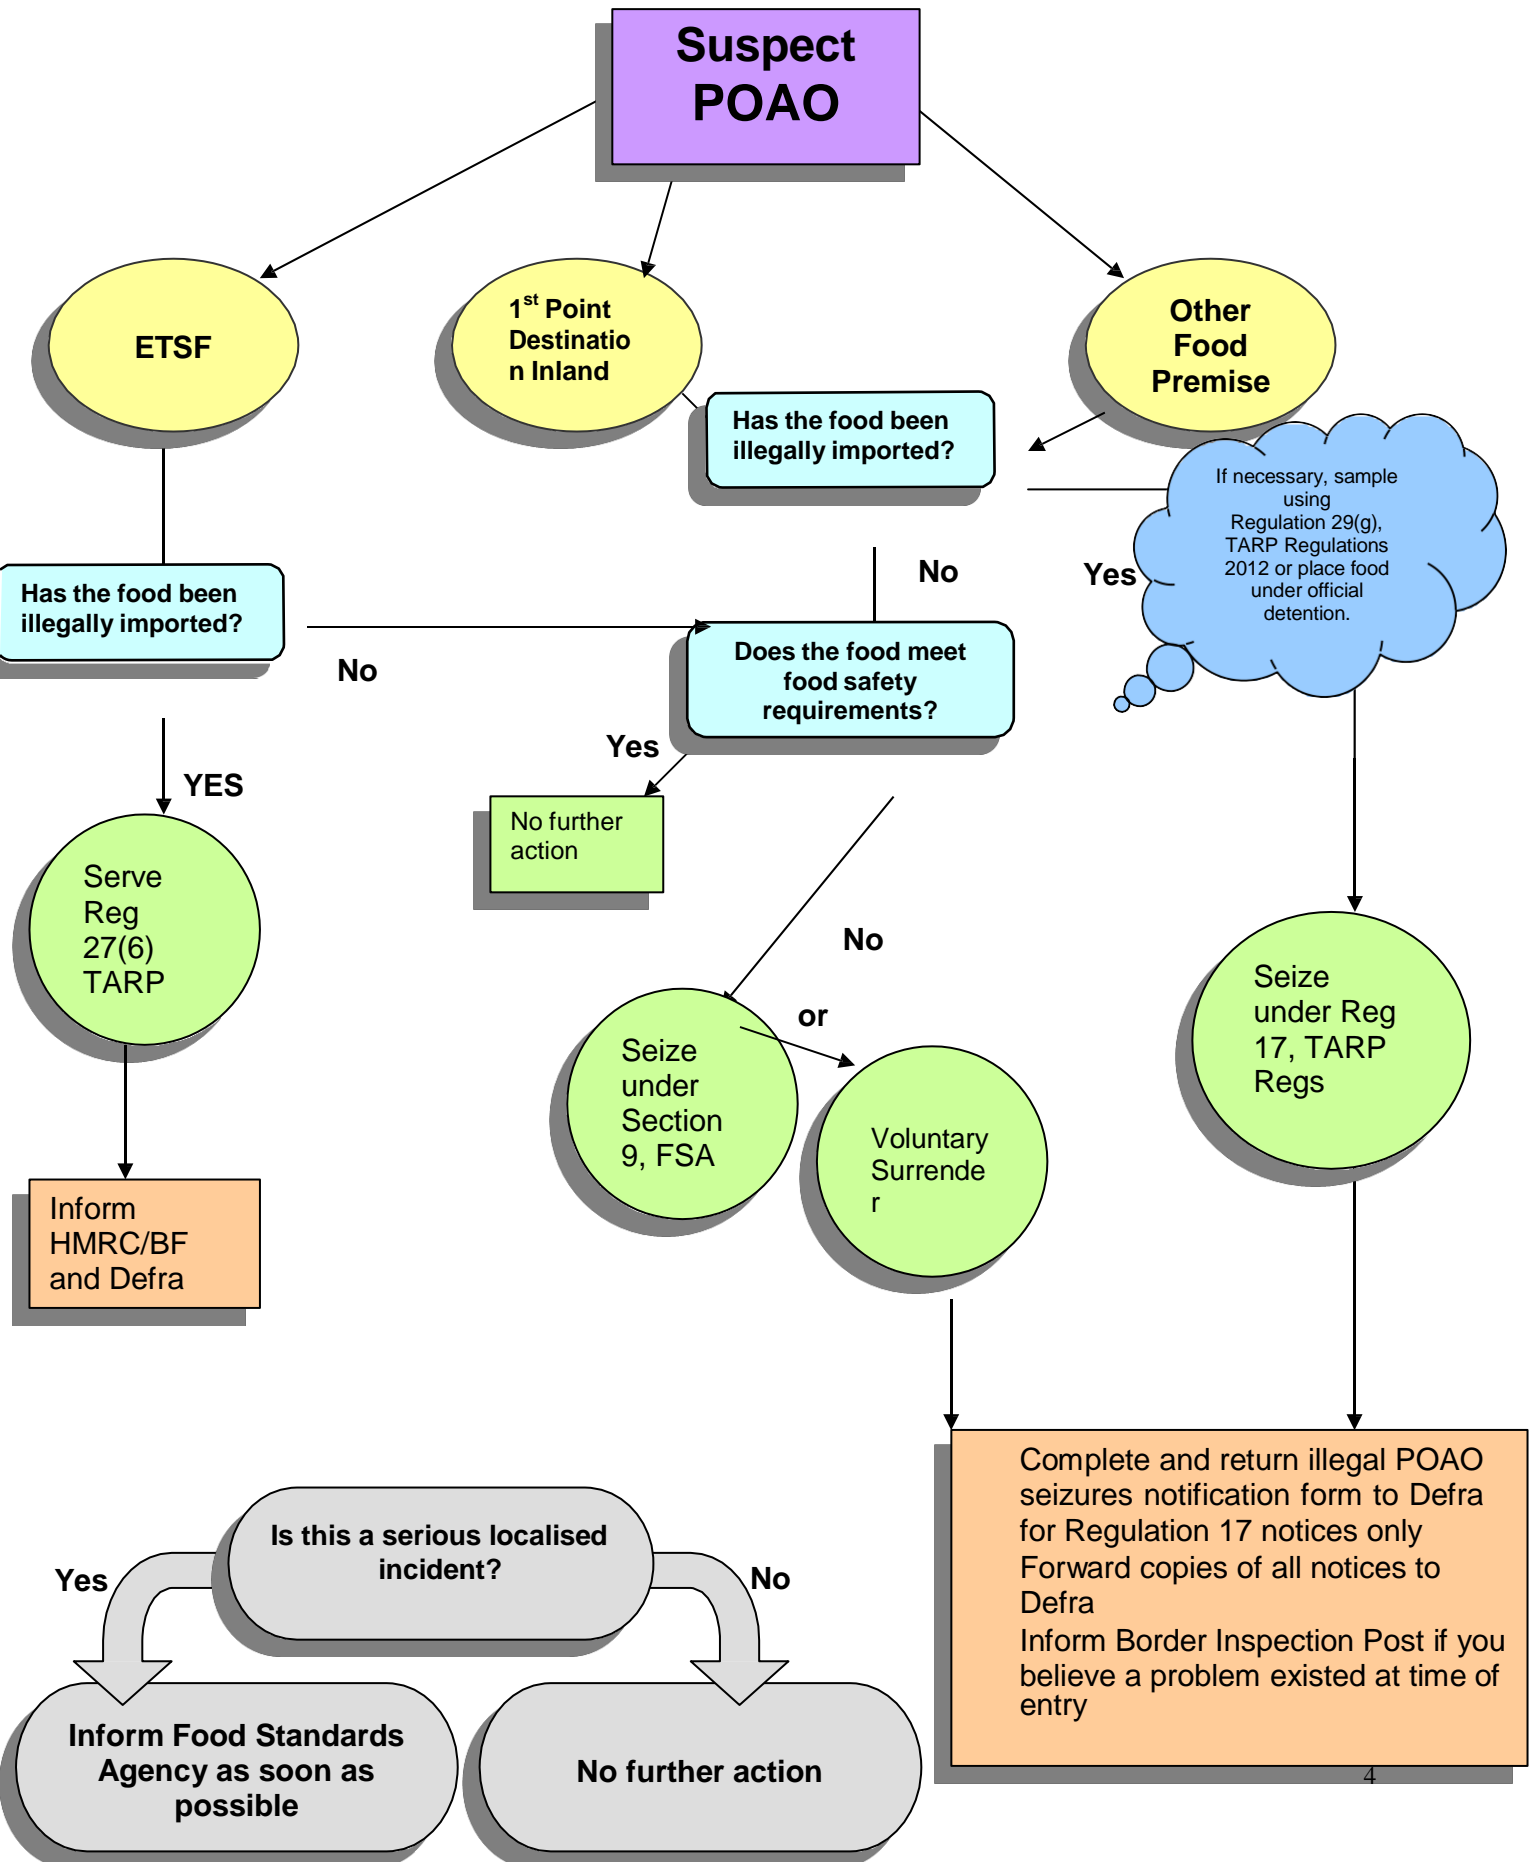 Suspect
POAO
ETSF
1st Point
Destinatio
n Inland
Other
Food
Premise
Has the food been
illegally imported?
If necessary, sample
using
Regulation 29(g),
TARP Regulations
2012 or place food
under official
detention.
No
Yes
Has the food been
illegally imported?
No
Does the food meet
food safety
requirements?
Yes
YES
No further
action
Serve
Reg
27(6)
TARP
No
or
Seize
under
Section
9, FSA
Voluntary
Surrende
r
Seize
under Reg
17, TARP
Regs
Inform
HMRC/BF
and Defra
Complete and return illegal POAO
seizures notification form to Defra
for Regulation 17 notices only
Forward copies of all notices to
Defra
Inform Border Inspection Post if you
believe a problem existed at time of
entry
Is this a serious localised
incident?
Yes
No
Inform Food Standards
Agency as soon as
possible
No further action
4